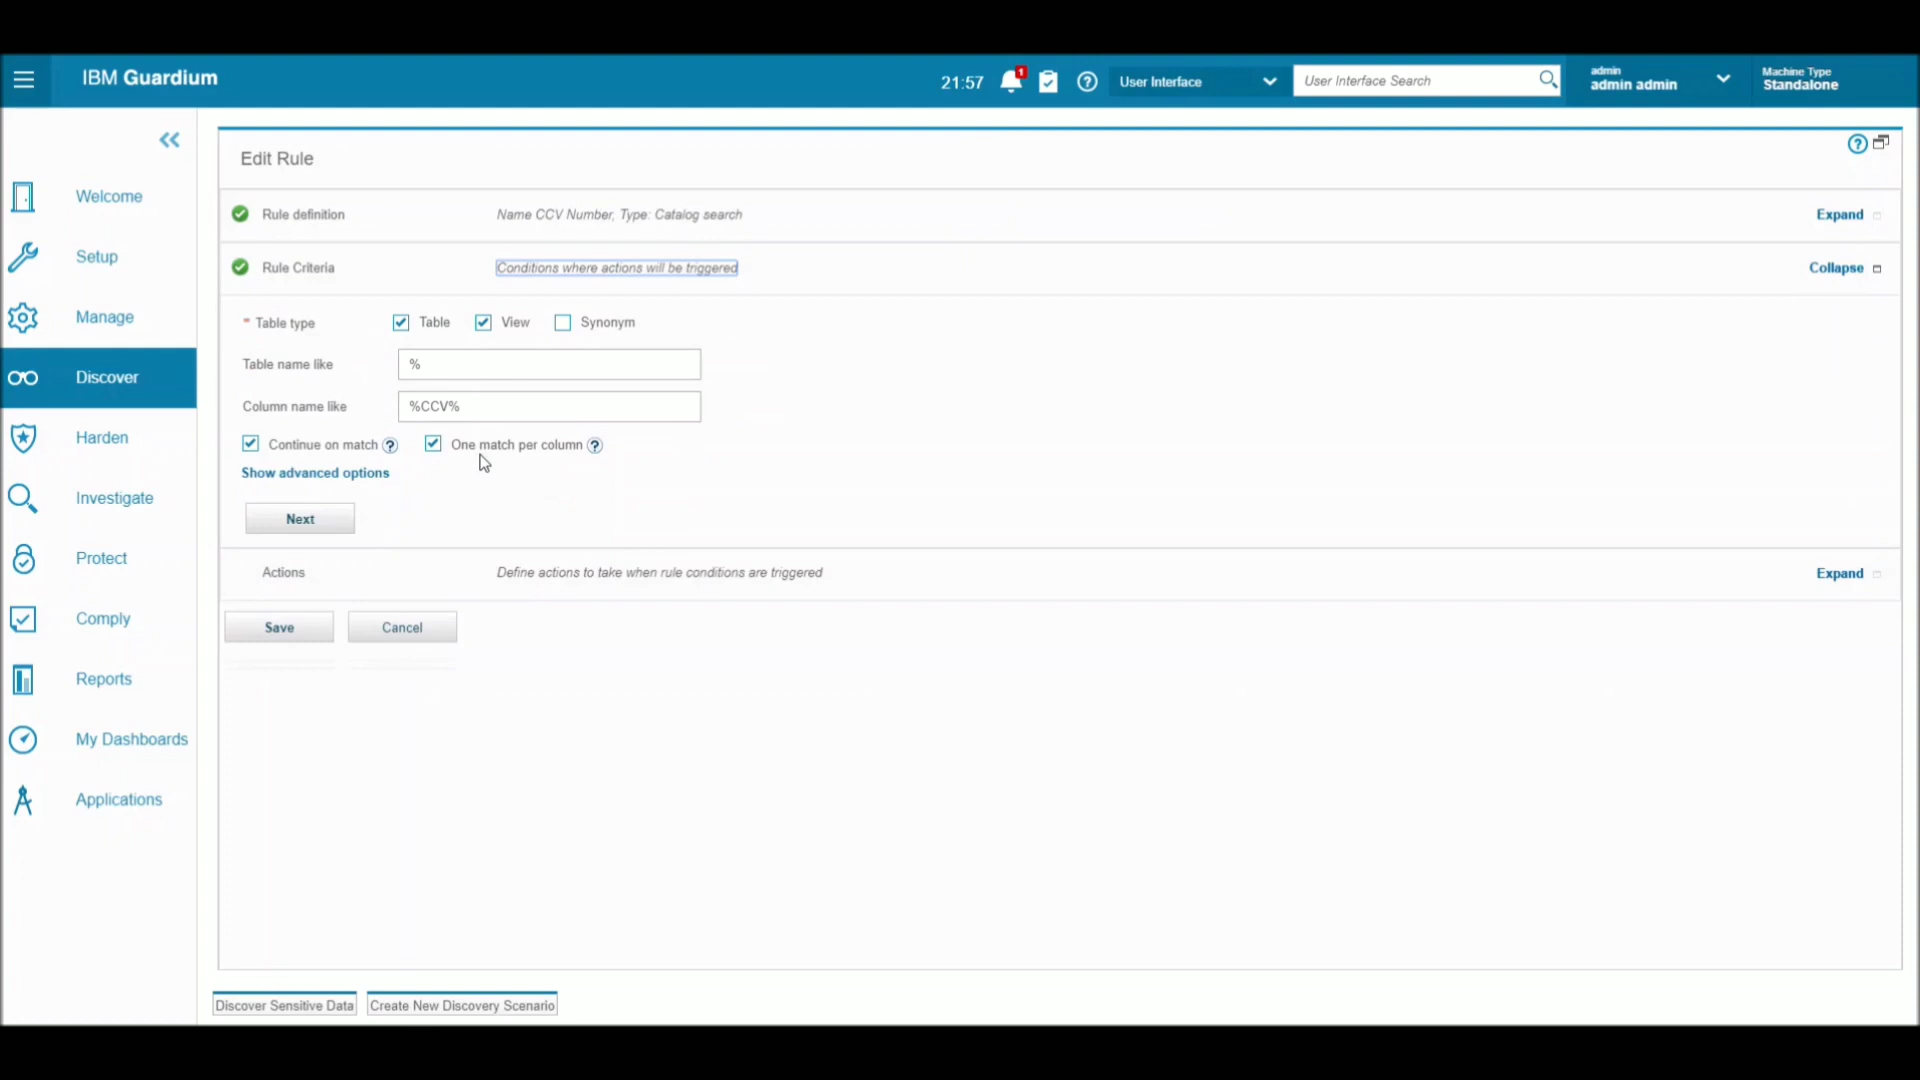 IBM Guardium
21:57
1
User Interface
User Interface Search
admin
admin admin
Machine Type
Standalone
Welcome
Setup
Manage
Discover
Harden
Investigate
Protect
Comply
Reports
My Dashboards
Applications
Edit Rule
?
Rule definition
Name CCV Number, Type: Catalog search
Expand
Rule Criteria
Conditions where actions will be triggered
Collapse
* Table type
Table
View
Synonym
Table name like
%
Column name like
%CCV%
Continue on match ?
One match per column ?
Show advanced options
Next
Actions
Define actions to take when rule conditions are triggered
Expand
Save
Cancel
Discover Sensitive Data
Create New Discovery Scenario